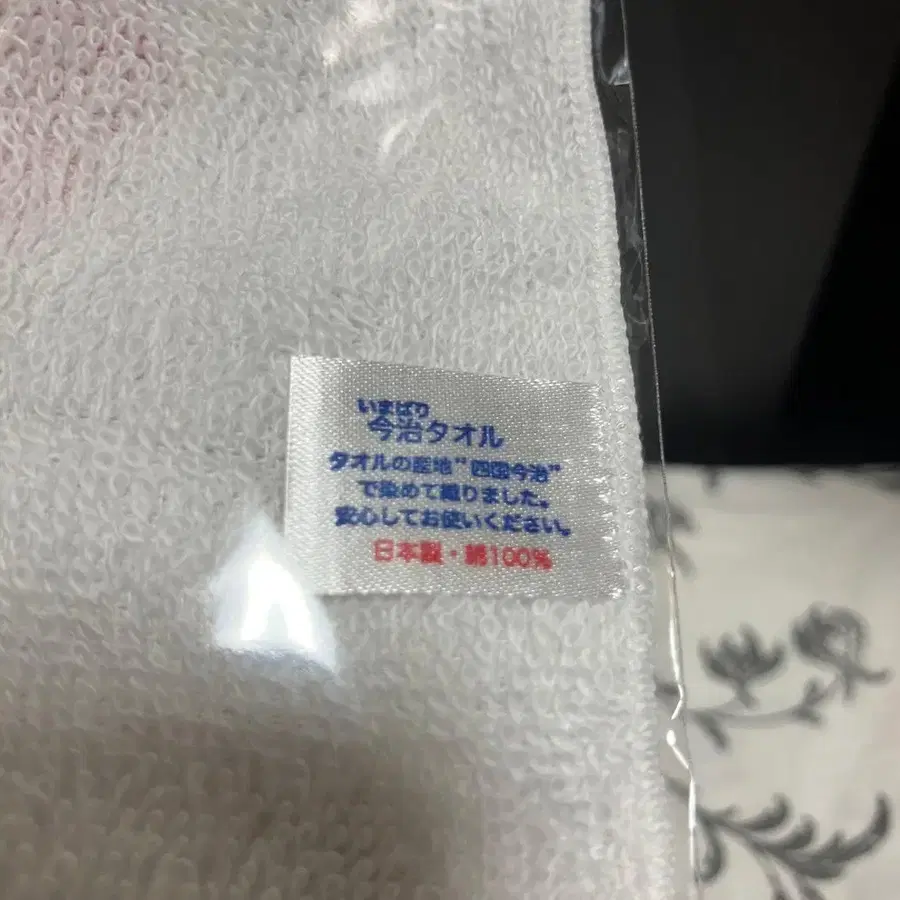 いまばり
今治タオル
タオルの産地"四国今治"
で染めて織りました。
安心してお使いください。
日本製・綿100%